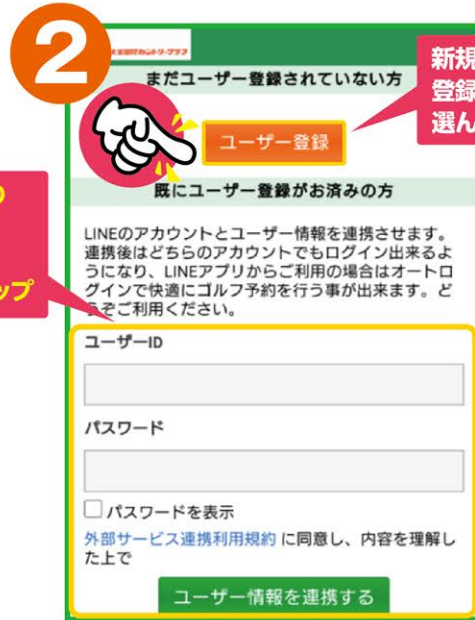 2
カントリークラブ
まだユーザー登録されていない方
新規
登録
選ん
ユーザー登録
既にユーザー登録がお済みの方
の
ップ
LINEのアカウントとユーザー情報を連携させます。
連携後はどちらのアカウントでもログイン出来るよ
うになり、LINEアプリからご利用の場合はオートロ
グインで快適にゴルフ予約を行う事が出来ます。ど
うぞご利用ください。
ユーザーID
パスワード
パスワードを表示
外部サービス連携利用規約 に同意し、内容を理解し
た上で
ユーザー情報を連携する